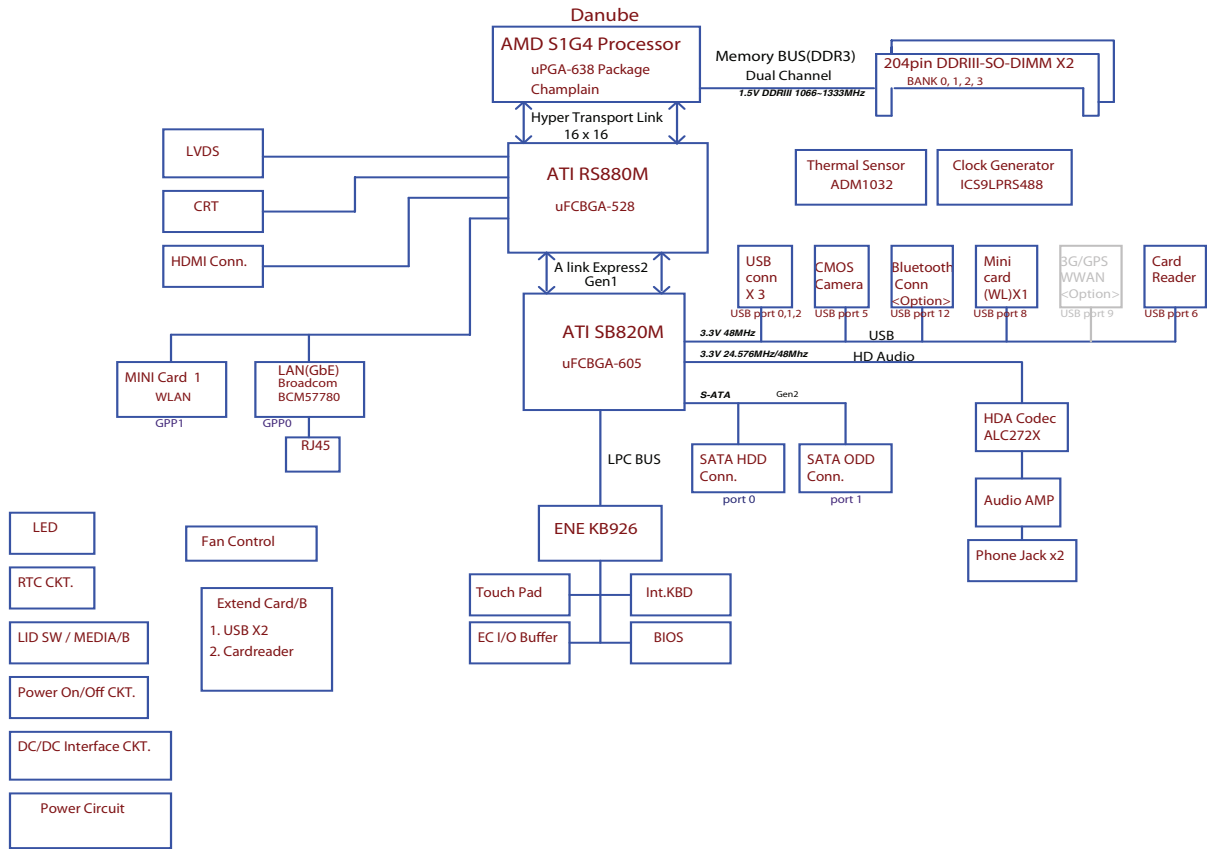 Danube
AMD S1G4 Processor
uPGA-638 Package
Champlain
Memory BUS(DDR3)
Dual Channel
1.5V DDRIII 1066~1333MHz
204pin DDRIII-SO-DIMM X2
BANK 0, 1, 2, 3
Hyper Transport Link
16 x 16
LVDS
CRT
HDMI Conn.
ATI RS880M
uFCBGA-528
Thermal Sensor
ADM1032
Clock Generator
ICS9LPRS488
A link Express2
Gen1
USB
conn
X 3
USB port 0,1,2
CMOS
Camera
USB port 5
Bluetooth
Conn
<Option>
USB port 12
Mini
card
(WL)X1
USB port 8
3G/GPS
WWAN
<Option>
USB port 9
Card
Reader
USB port 6
ATI SB820M
uFCBGA-605
3.3V 48MHz
USB
3.3V 24.576MHz/48Mhz
HD Audio
S-ATA
Gen2
MINI Card 1
WLAN
GPP1
LAN(GbE)
Broadcom
BCM57780
GPP0
RJ45
HDA Codec
ALC272X
Audio AMP
Phone Jack x2
LPC BUS
SATA HDD
Conn.
port 0
SATA ODD
Conn.
port 1
ENE KB926
Touch Pad
Int.KBD
EC I/O Buffer
BIOS
LED
RTC CKT.
LID SW / MEDIA/B
Power On/Off CKT.
DC/DC Interface CKT.
Power Circuit
Fan Control
Extend Card/B
1. USB X2
2. Cardreader